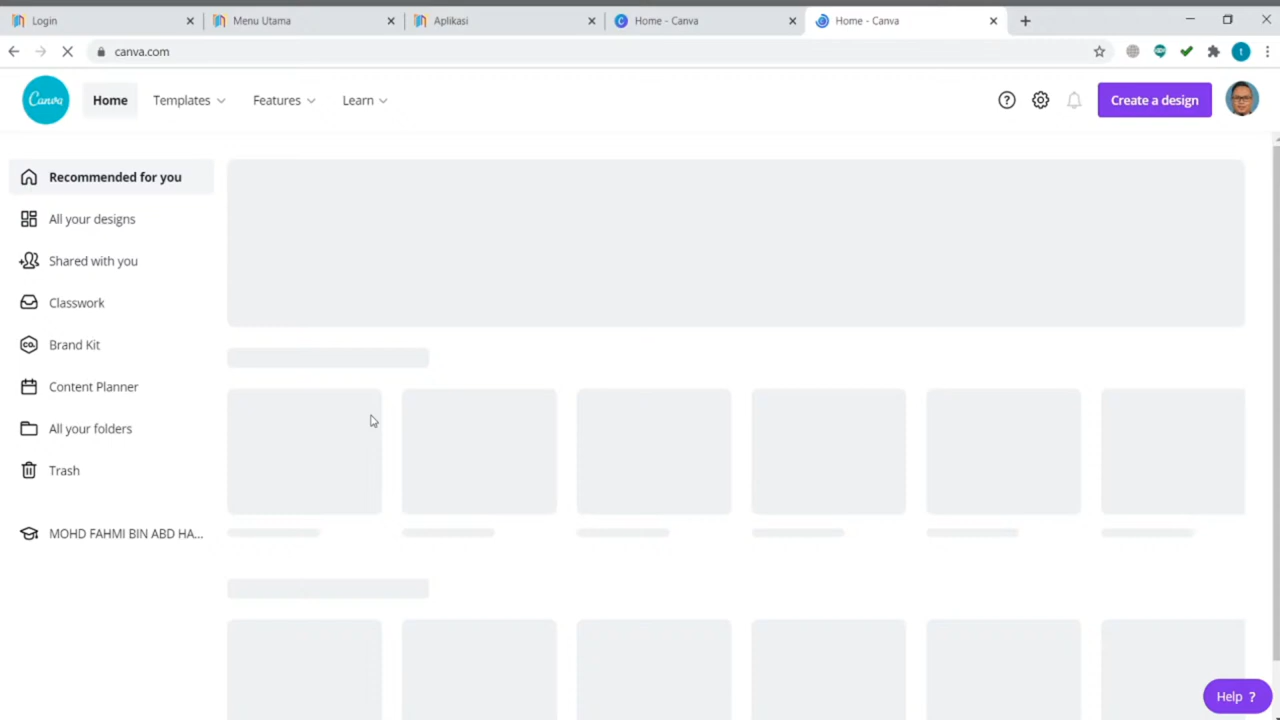 Login
Menu Utama
Aplikasi
Home - Canva
Home - Canva
canva.com
t
Canva
Home
Templates
Features
Learn
?
Create a design
Recommended for you
All your designs
Shared with you
Classwork
CO.
Brand Kit
Content Planner
All your folders
Trash
MOHD FAHMI BIN ABD HA...
Help ?